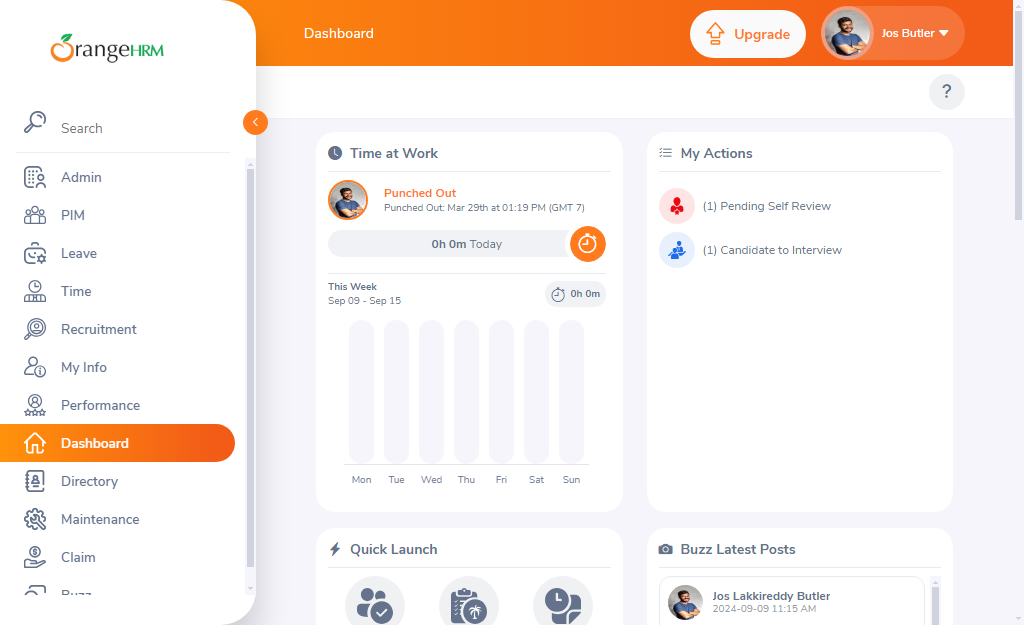 OrangeHRM
Search
Admin
PIM
Leave
Time
Recruitment
My Info
Performance
Dashboard
Directory
Maintenance
Claim
Buzz
Dashboard
Upgrade
Jos Butler
?
Time at Work
Punched Out
Punched Out: Mar 29th at 01:19 PM (GMT 7)
0h 0m Today
This Week
Sep 09 - Sep 15
0h 0m
Mon Tue Wed Thu Fri Sat Sun
My Actions
(1) Pending Self Review
(1) Candidate to Interview
Quick Launch
Buzz Latest Posts
Jos Lakkireddy Butler
2024-09-09 11:15 AM